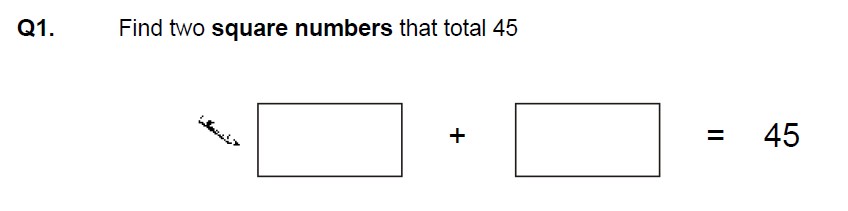 Q1. Find two square numbers that total 45
+ = 45